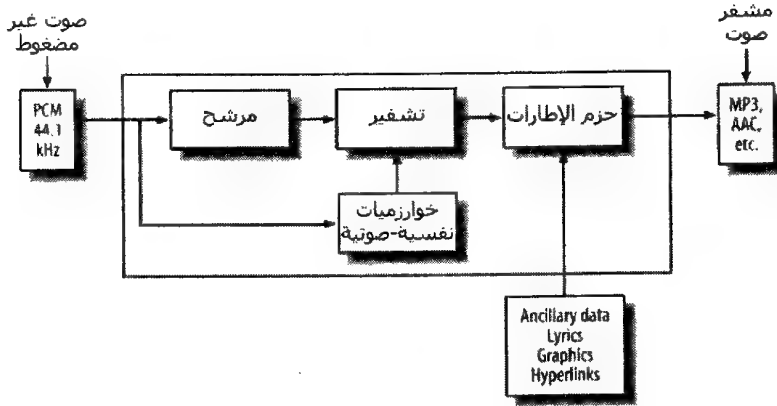 صوت غير
مضغوط
مشفر
صوت
PCM
44.1
kHz
مرشح
تشفير
حزم الإطارات
MP3,
AAC,
etc.
خوارزميات
نفسية-صوتية
Ancillary data
Lyrics
Graphics
Hyperlinks